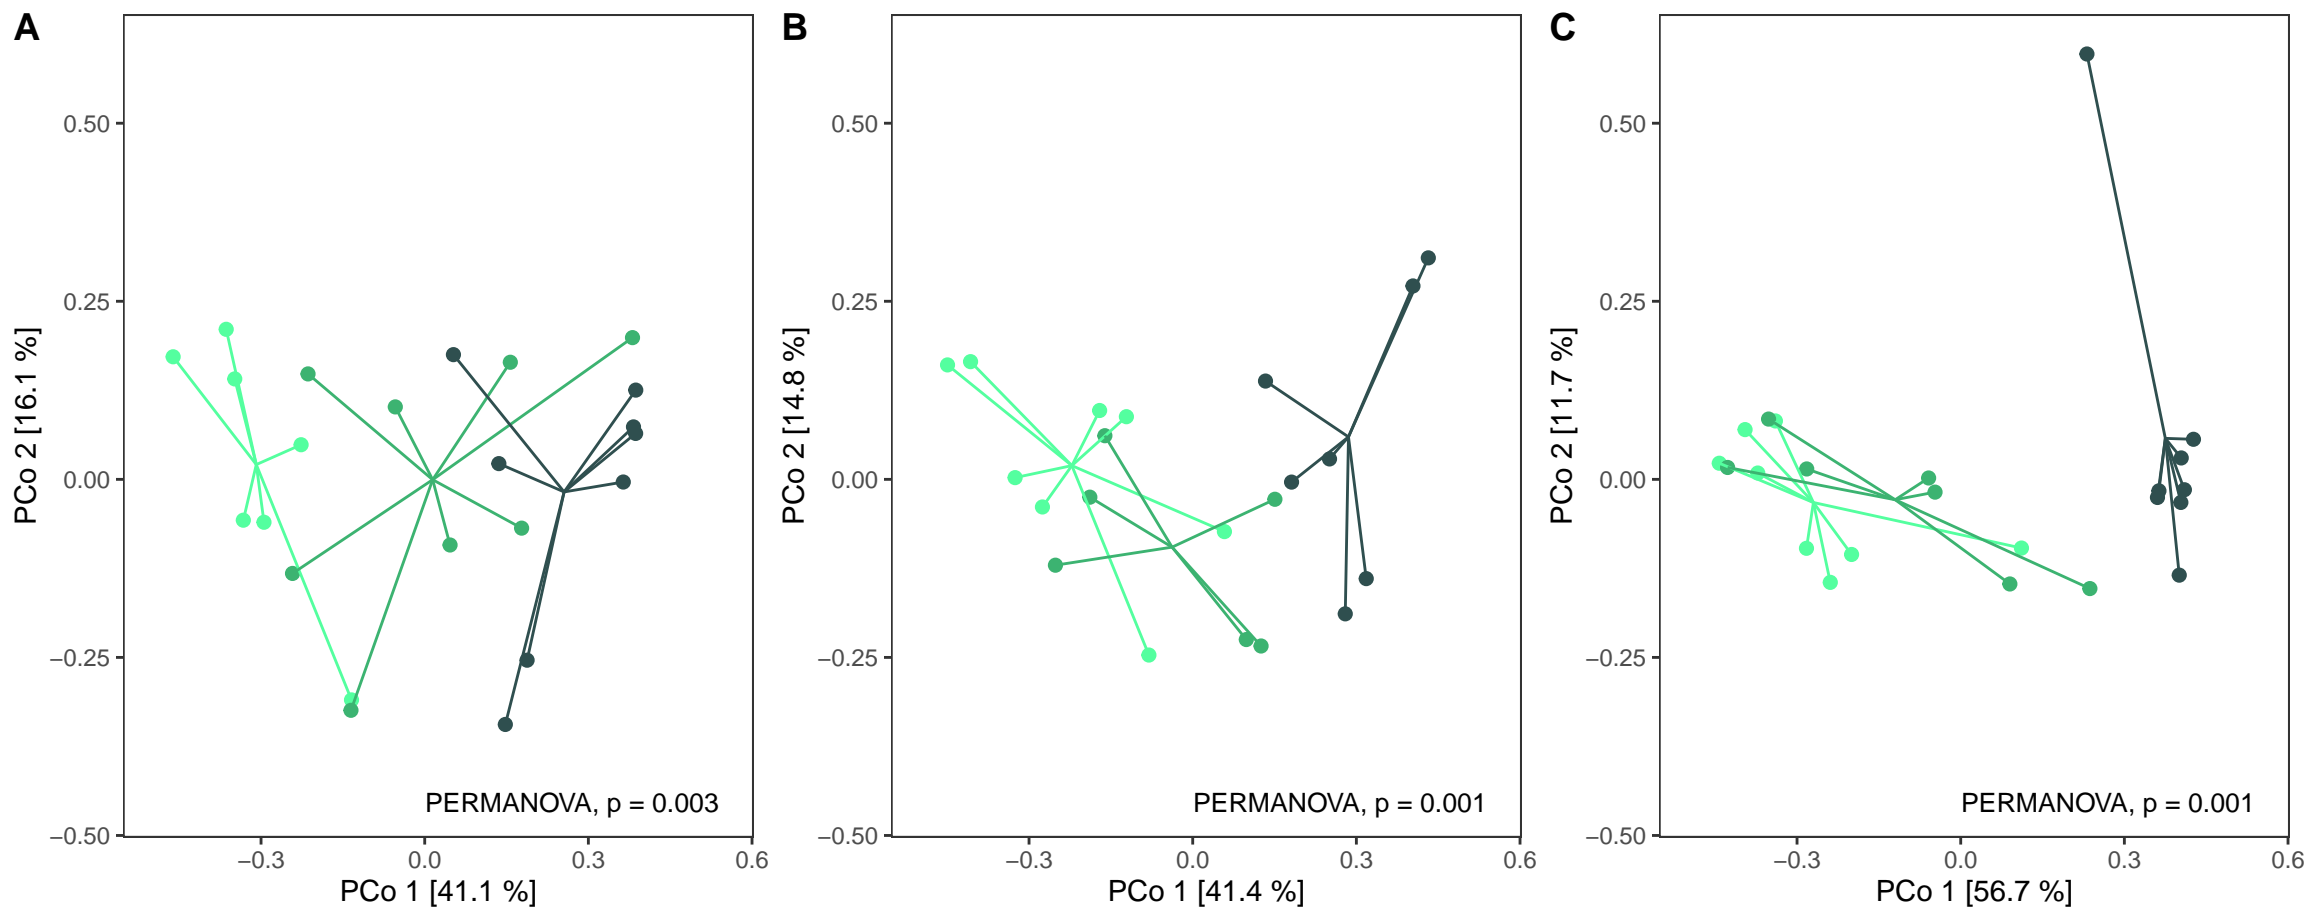 A
PCo 2 [16.1 %]
0.50
0.25
0.00
−0.25
−0.50
−0.3
0.0
0.3
0.6
PCo 1 [41.1 %]
PERMANOVA, p = 0.003
B
PCo 2 [14.8 %]
0.50
0.25
0.00
−0.25
−0.50
−0.3
0.0
0.3
0.6
PCo 1 [41.4 %]
PERMANOVA, p = 0.001
C
PCo 2 [11.7 %]
0.50
0.25
0.00
−0.25
−0.50
−0.3
0.0
0.3
0.6
PCo 1 [56.7 %]
PERMANOVA, p = 0.001